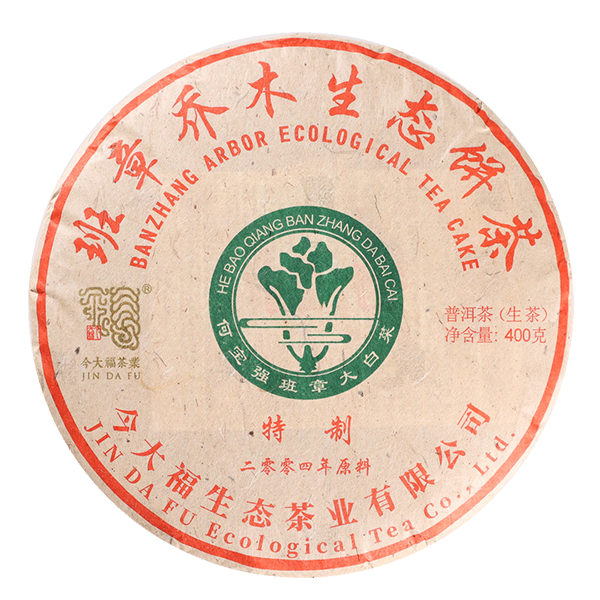 班章乔木生态饼茶
BANZHANG ARBOR ECOLOGICAL TEA CAKE
HE BAO QIANG BAN ZHANG DA BAI CAI
何宝强班章大白菜
®
今大福茶業
JIN DA FU
普洱茶（生茶）
净含量: 400克
特制
二零零四年原料
今大福生态茶业有限公司
JIN DA FU Ecological Tea Co., Ltd.